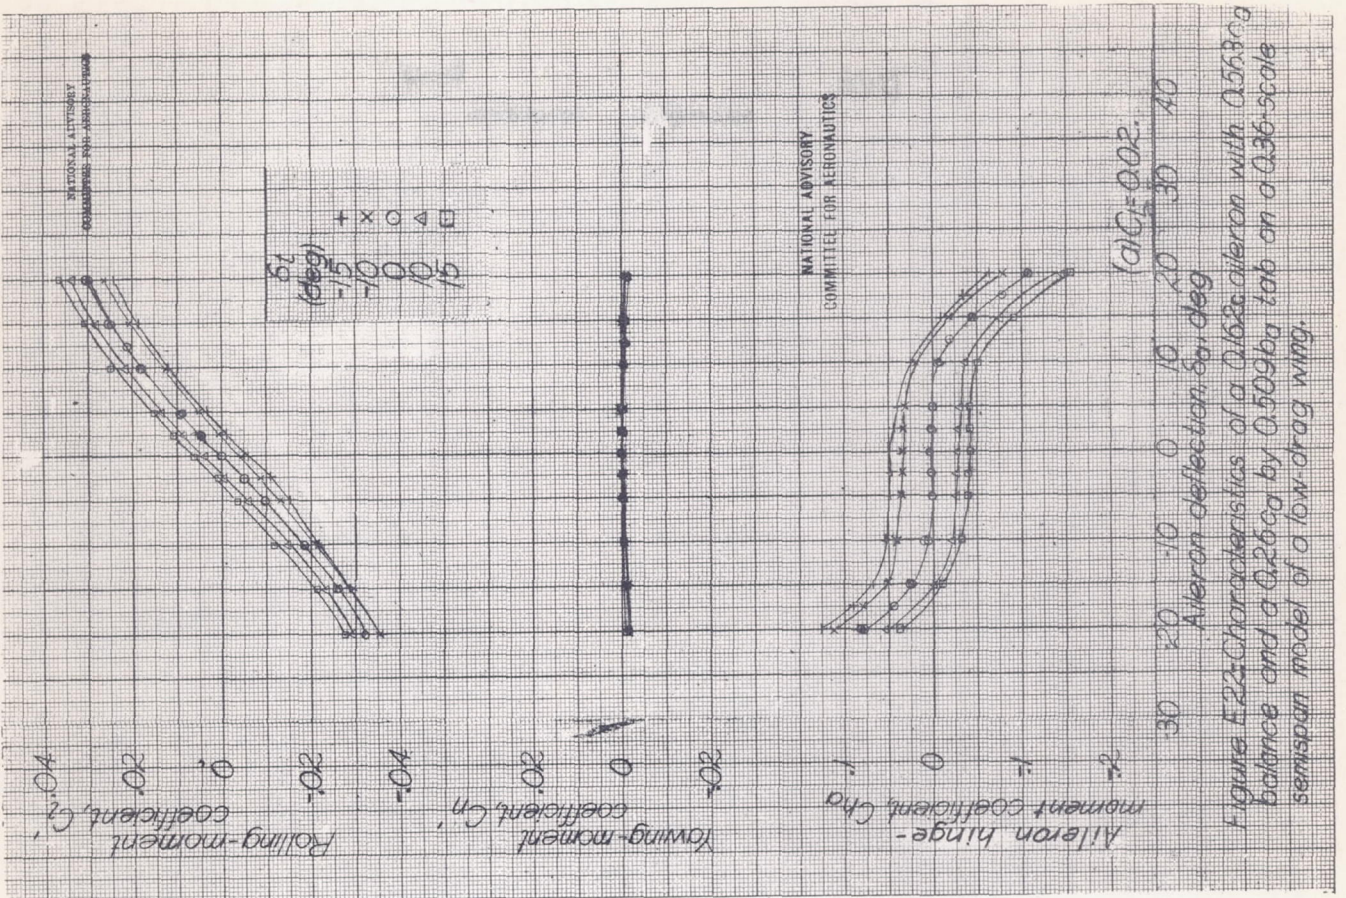 NATIONAL ADVISORY
COMMITTEE FOR AERONAUTICS
.04
.02
0
-.02
-.04
Rolling-moment
coefficient, Cl'
δt
(deg)
-15 +
-10 ×
0 ○
10 △
15 □
.02
0
-.02
Yawing-moment
coefficient, Cn'
NATIONAL ADVISORY
COMMITTEE FOR AERONAUTICS
.1
0
-.1
-.2
Aileron hinge-
moment coefficient, Cha
(a) CL=0.02.
30 20 -10 0 10 20 30 40
Aileron deflection, δa, deg
Figure E22.-Characteristics of a 0.162c aileron with 0.563ca
balance and a 0.26ca by 0.509ba tab on a 0.36-scale
semispan model of a low-drag wing.